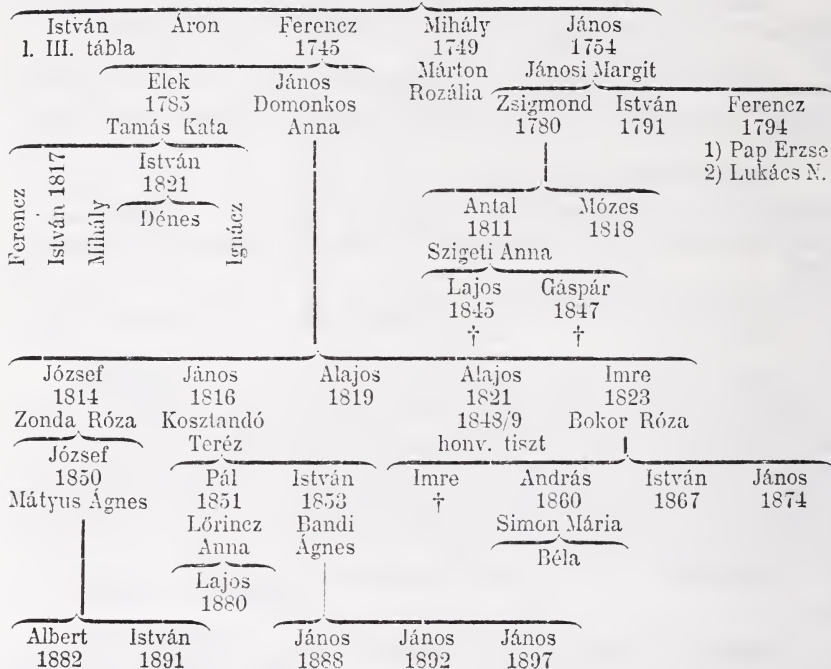 István Áron Ferencz Mihály János
l. III. tábla 1745 1749 1754
Márton Jánosi Margit
Rozália
Elek János
1785 Domonkos
Tamás Kata Anna
Zsigmond István Ferencz
1780 1791 1794
1) Pap Erzse
2) Lukács N.
Ferencz
István 1817
Mihály
István
1821
Dénes
Ignácz
Antal Mózes
1811 1818
Szigeti Anna
Lajos Gáspár
1845 1847
† †
József János Alajos Alajos Imre
1814 1816 1819 1821 1823
Zonda Róza Kosztandó 1848/9 Bokor Róza
Teréz honv. tiszt
József Pál István Imre András István János
1850 1851 1853 † 1860 1867 1874
Mátyus Ágnes Lőrincz Bandi Simon Mária
Anna Ágnes Béla
Lajos
1880
Albert István János János János
1882 1891 1888 1892 1897